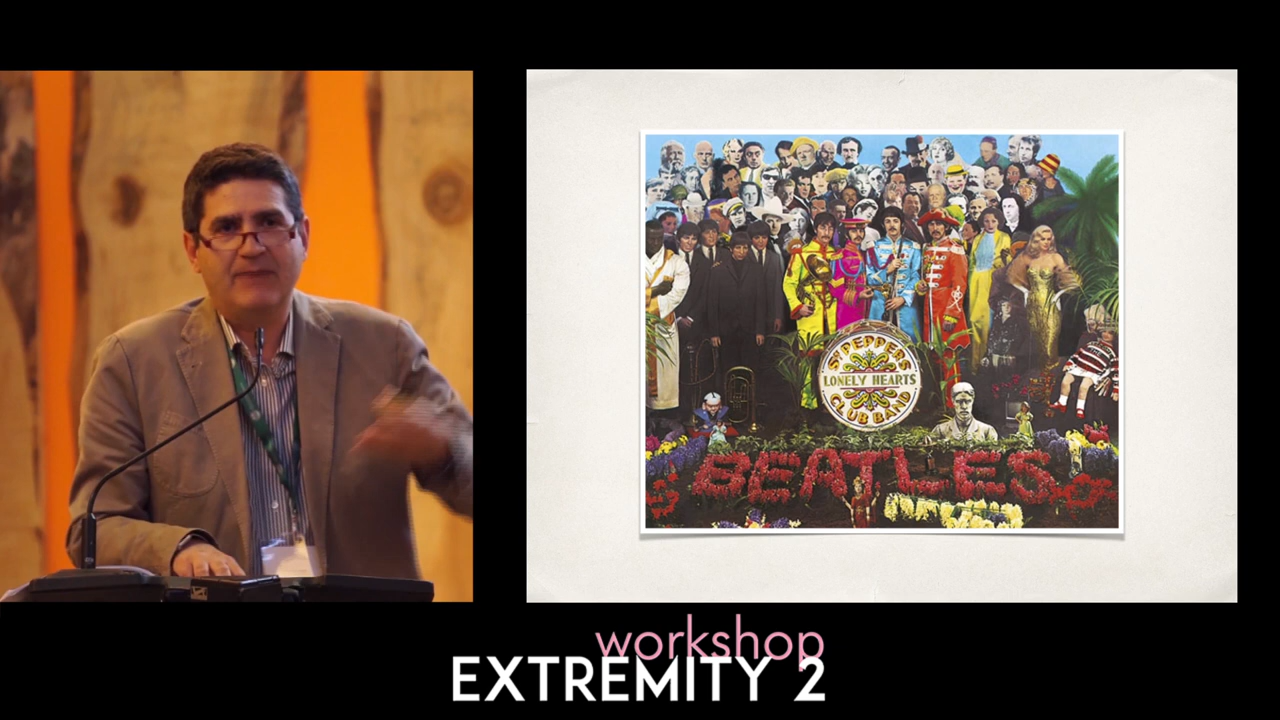 Sᵗ PEPPERS
LONELY HEARTS
CLUB BAND
BEATLES
workshop
EXTREMITY 2